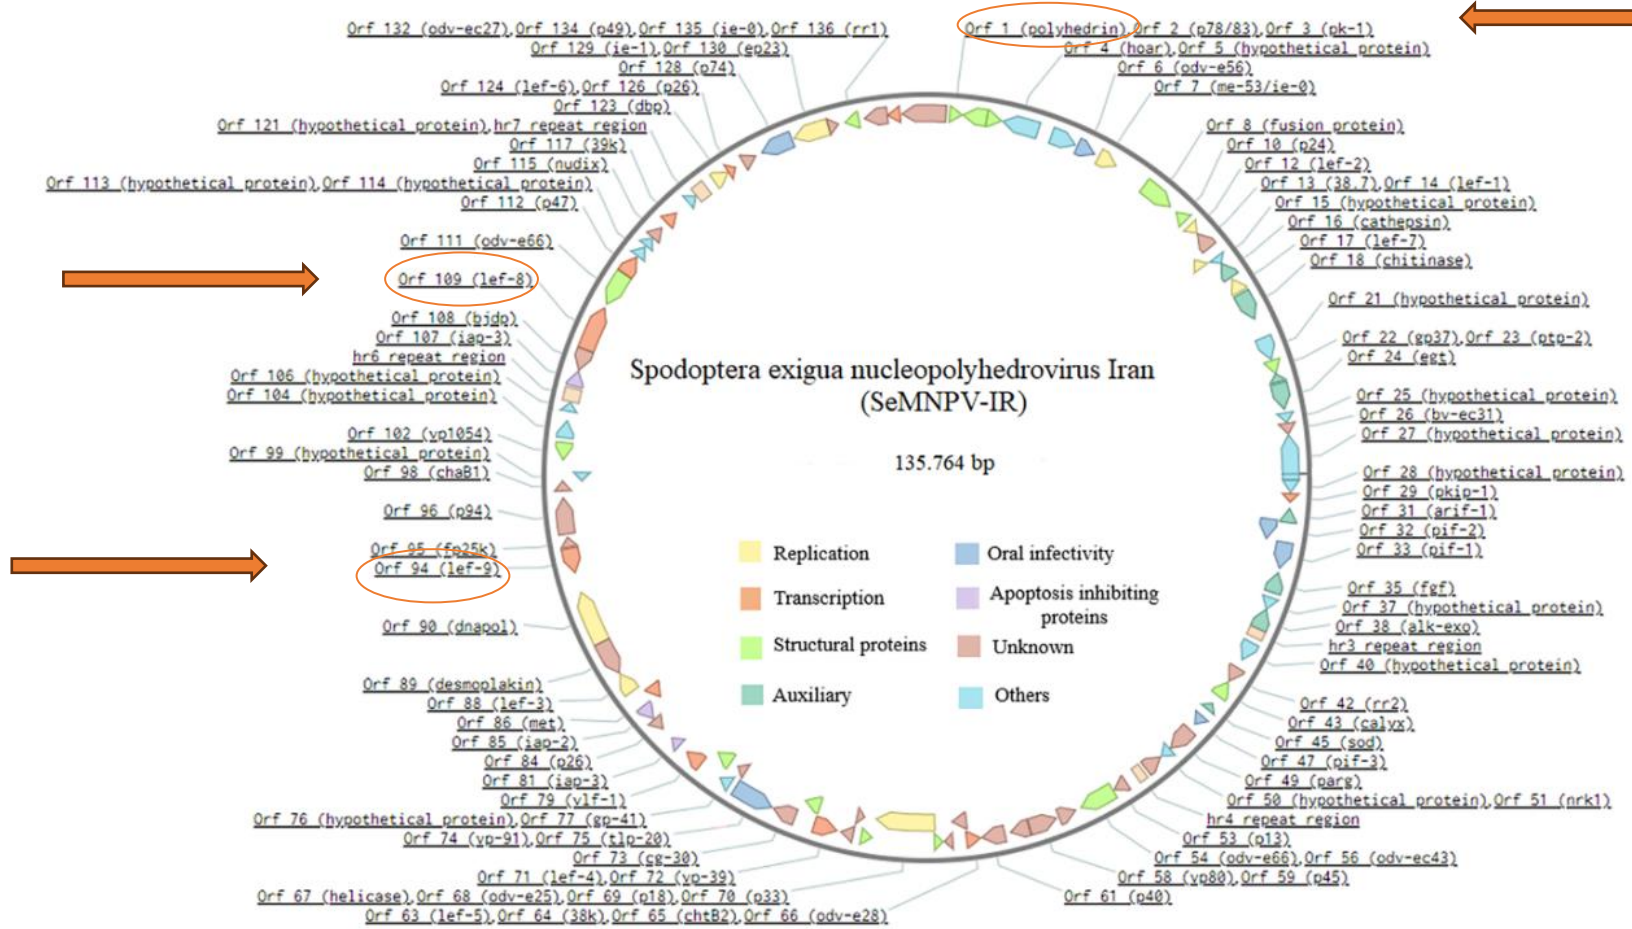 Orf 132 (odv-ec27),Orf 134 (p49),Orf 135 (ie-0),Orf 136 (rr1)
Orf 129 (ie-1),Orf 130 (ep23)
Orf 128 (p74)
Orf 124 (lef-6),Orf 126 (p26)
Orf 123 (dbp)
Orf 121 (hypothetical protein),hr7 repeat region
Orf 117 (39k)
Orf 115 (nudix)
Orf 113 (hypothetical protein),Orf 114 (hypothetical protein)
Orf 112 (p47)
Orf 111 (odv-e66)
Orf 109 (lef-8)
Orf 108 (bjdp)
Orf 107 (iap-3)
hr6 repeat region
Orf 106 (hypothetical protein)
Orf 104 (hypothetical protein)
Orf 102 (vp1054)
Orf 99 (hypothetical protein)
Orf 98 (chaB1)
Orf 96 (p94)
Orf 95 (fp25k)
Orf 94 (lef-9)
Orf 90 (dnapol)
Orf 89 (desmoplakin)
Orf 88 (lef-3)
Orf 86 (met)
Orf 85 (iap-2)
Orf 84 (p26)
Orf 81 (iap-3)
Orf 79 (vlf-1)
Orf 76 (hypothetical protein),Orf 77 (gp-41)
Orf 74 (vp-91),Orf 75 (tlp-20)
Orf 73 (cg-30)
Orf 71 (lef-4),Orf 72 (vp-39)
Orf 67 (helicase),Orf 68 (odv-e25),Orf 69 (p18),Orf 70 (p33)
Orf 63 (lef-5),Orf 64 (38k),Orf 65 (chtB2),Orf 66 (odv-e28)
Orf 1 (polyhedrin),Orf 2 (p78/83),Orf 3 (pk-1)
Orf 4 (hoar),Orf 5 (hypothetical protein)
Orf 6 (odv-e56)
Orf 7 (me-53/ie-0)
Orf 8 (fusion protein)
Orf 10 (p24)
Orf 12 (lef-2)
Orf 13 (38.7),Orf 14 (lef-1)
Orf 15 (hypothetical protein)
Orf 16 (cathepsin)
Orf 17 (lef-7)
Orf 18 (chitinase)
Orf 21 (hypothetical protein)
Orf 22 (gp37),Orf 23 (ptp-2)
Orf 24 (egt)
Orf 25 (hypothetical protein)
Orf 26 (bv-ec31)
Orf 27 (hypothetical protein)
Orf 28 (hypothetical protein)
Orf 29 (pkip-1)
Orf 31 (arif-1)
Orf 32 (pif-2)
Orf 33 (pif-1)
Orf 35 (fgf)
Orf 37 (hypothetical protein)
Orf 38 (alk-exo)
hr3 repeat region
Orf 40 (hypothetical protein)
Orf 42 (rr2)
Orf 43 (calyx)
Orf 45 (sod)
Orf 47 (pif-3)
Orf 49 (parg)
Orf 50 (hypothetical protein),Orf 51 (nrk1)
hr4 repeat region
Orf 53 (p13)
Orf 54 (odv-e66),Orf 56 (odv-ec43)
Orf 58 (vp80),Orf 59 (p45)
Orf 61 (p40)
Spodoptera exigua nucleopolyhedrovirus Iran
(SeMNPV-IR)
135.764 bp
Replication
Transcription
Structural proteins
Auxiliary
Oral infectivity
Apoptosis inhibiting
proteins
Unknown
Others